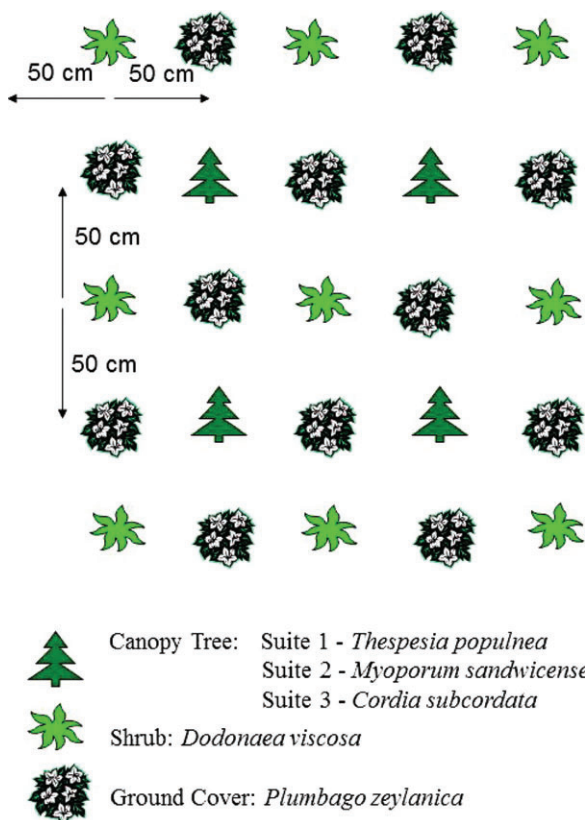 50 cm 50 cm
50 cm
50 cm
Canopy Tree: Suite 1 - Thespesia populnea
Suite 2 - Myoporum sandwicense
Suite 3 - Cordia subcordata
Shrub: Dodonaea viscosa
Ground Cover: Plumbago zeylanica